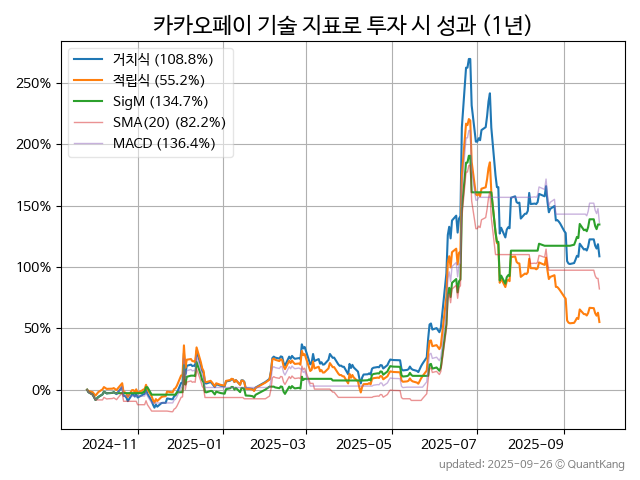 카카오페이 기술 지표로 투자 시 성과 (1년)
거치식 (108.8%)
적립식 (55.2%)
SigM (134.7%)
SMA(20) (82.2%)
MACD (136.4%)
250%
200%
150%
100%
50%
0%
2024-11 2025-01 2025-03 2025-05 2025-07 2025-09
updated: 2025-09-26 © QuantKang